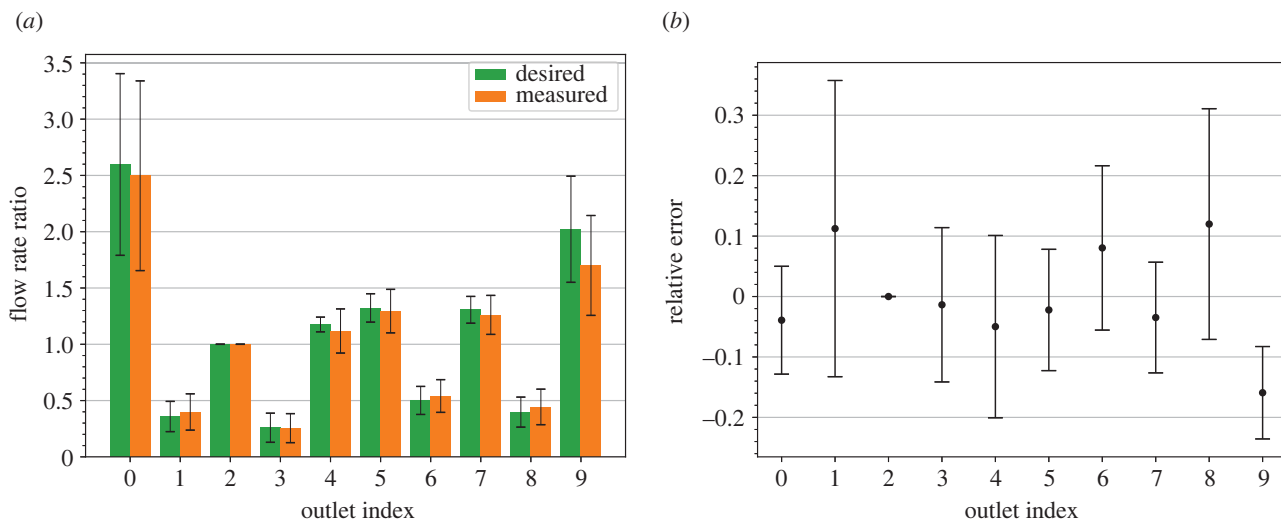 (a)
flow rate ratio
3.5
3.0
2.5
2.0
1.5
1.0
0.5
0
desired
measured
0 1 2 3 4 5 6 7 8 9
outlet index
(b)
relative error
0.3
0.2
0.1
0
–0.1
–0.2
0 1 2 3 4 5 6 7 8 9
outlet index